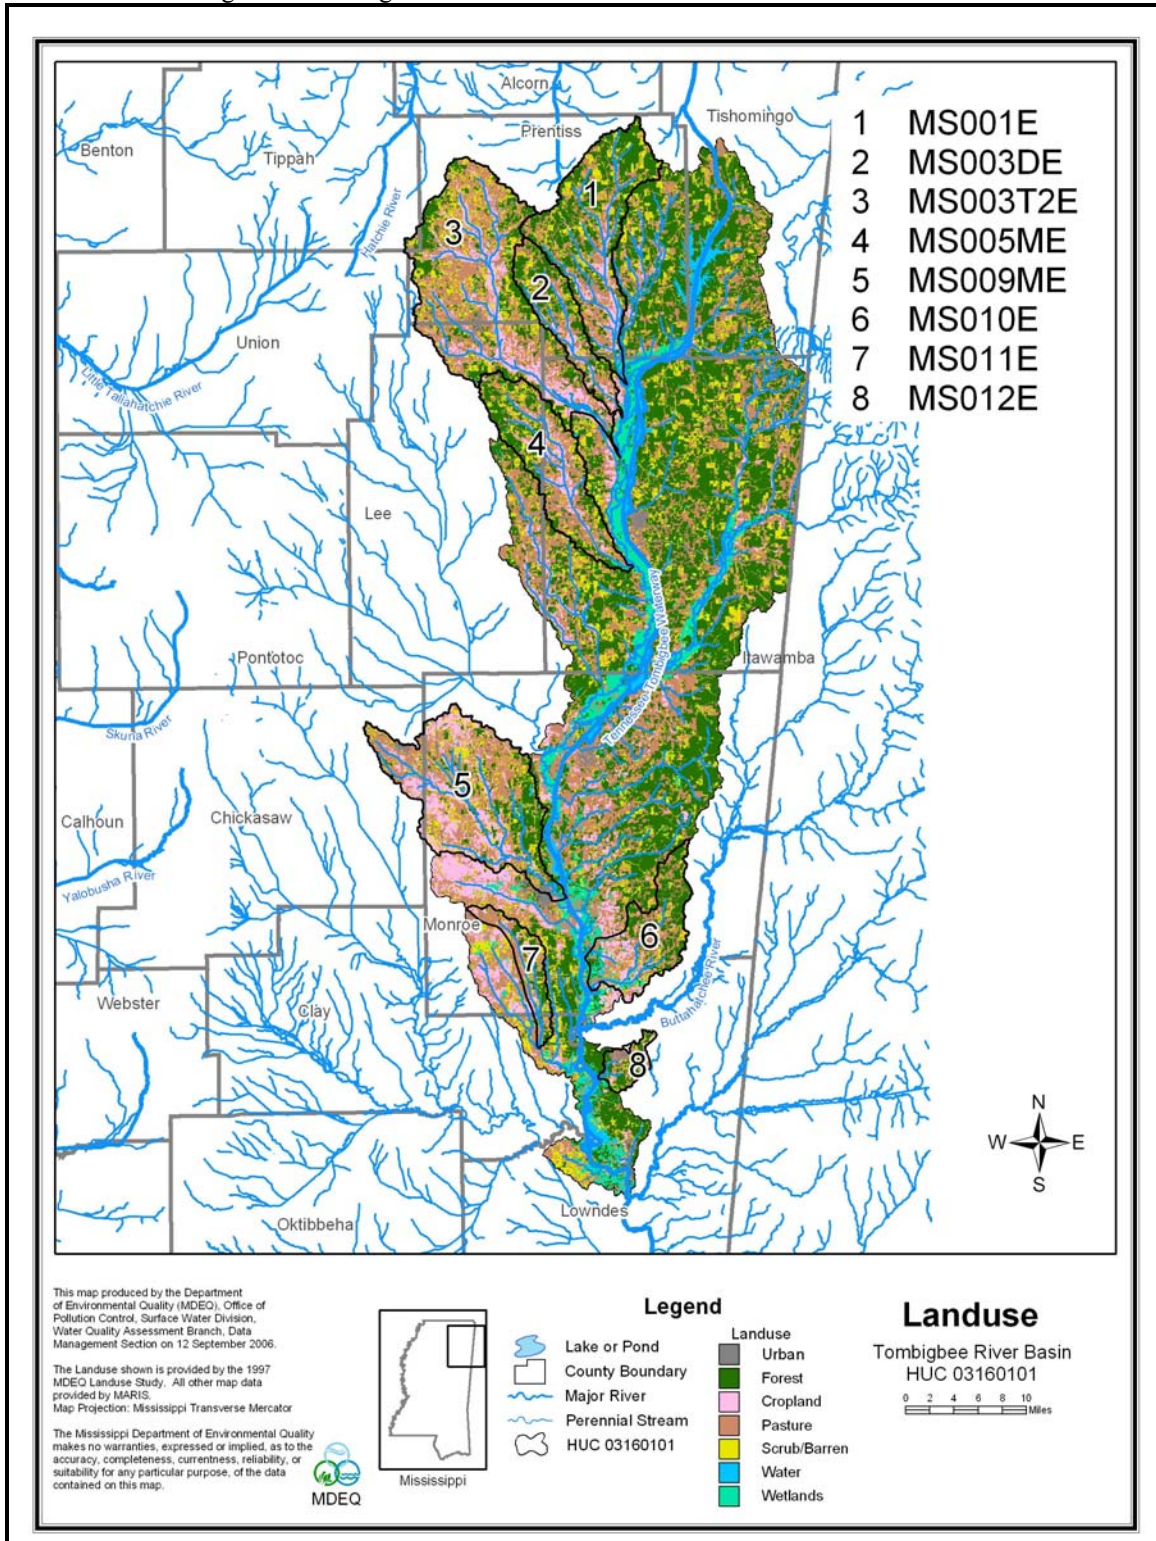 Alcorn
Tishomingo
Prentiss
Benton
Tippah
Hatchie River
1 MS001E
2 MS003DE
3 MS003T2E
4 MS005ME
5 MS009ME
6 MS010E
7 MS011E
8 MS012E
1
3
2
Union
Little Tallahatchie River
4
Lee
Tennessee-Tombigbee Waterway
Pontotoc
Itawamba
Skuna River
5
Calhoun
Chickasaw
Yalobusha River
Monroe
6
7
Buttahatchee River
Webster
Clay
8
N
W E
S
Lowndes
Oktibbeha
This map produced by the Department
of Environmental Quality (MDEQ), Office of
Pollution Control, Surface Water Division,
Water Quality Assessment Branch, Data
Management Section on 12 September 2006.
The Landuse shown is provided by the 1997
MDEQ Landuse Study. All other map data
provided by MARIS.
Map Projection: Mississippi Transverse Mercator
The Mississippi Department of Environmental Quality
makes no warranties, expressed or implied, as to the
accuracy, completeness, currentness, reliability, or
suitability for any particular purpose, of the data
contained on this map.
MDEQ
Mississippi
Legend
Lake or Pond
County Boundary
Major River
Perennial Stream
HUC 03160101
Landuse
Urban
Forest
Cropland
Pasture
Scrub/Barren
Water
Wetlands
Landuse
Tombigbee River Basin
HUC 03160101
0 2 4 6 8 10
Miles